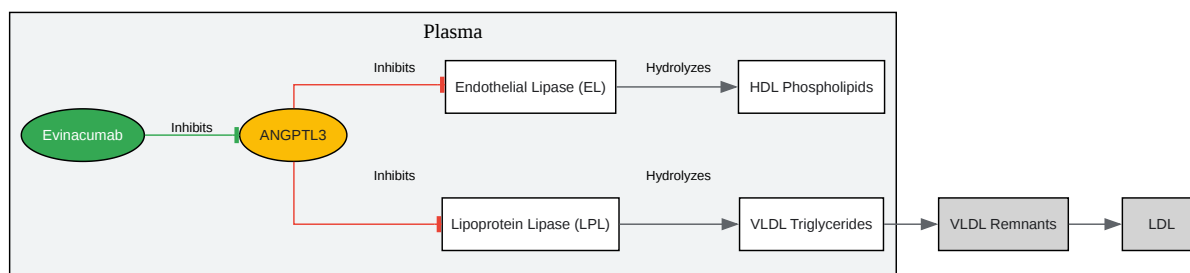 Plasma
Inhibits
Endothelial Lipase (EL)
Hydrolyzes
HDL Phospholipids
Evinacumab
Inhibits
ANGPTL3
Inhibits
Lipoprotein Lipase (LPL)
Hydrolyzes
VLDL Triglycerides
VLDL Remnants
LDL